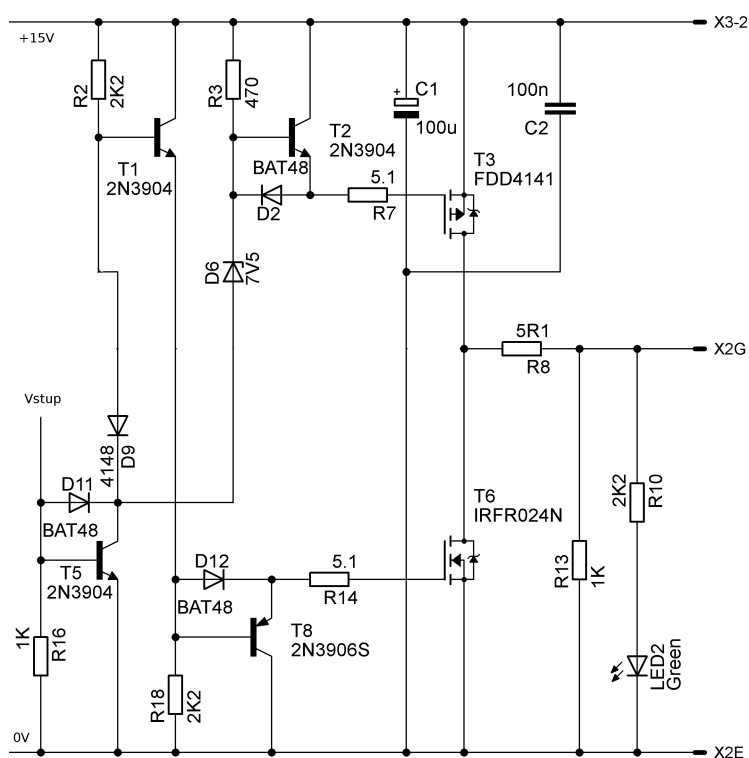 X3-2
+15V
R2
2K2
R3
470
+
C1
100u
100n
C2
T1
2N3904
T2
2N3904
BAT48
D2
5.1
R7
T3
FDD4141
D6
7V5
5R1
R8
X2G
Vstup
4148
D9
D11
BAT48
T5
2N3904
T6
IRFR024N
2K2
R10
D12
BAT48
5.1
R14
R13
1K
1K
R16
T8
2N3906S
R18
2K2
LED2
Green
0V
X2E